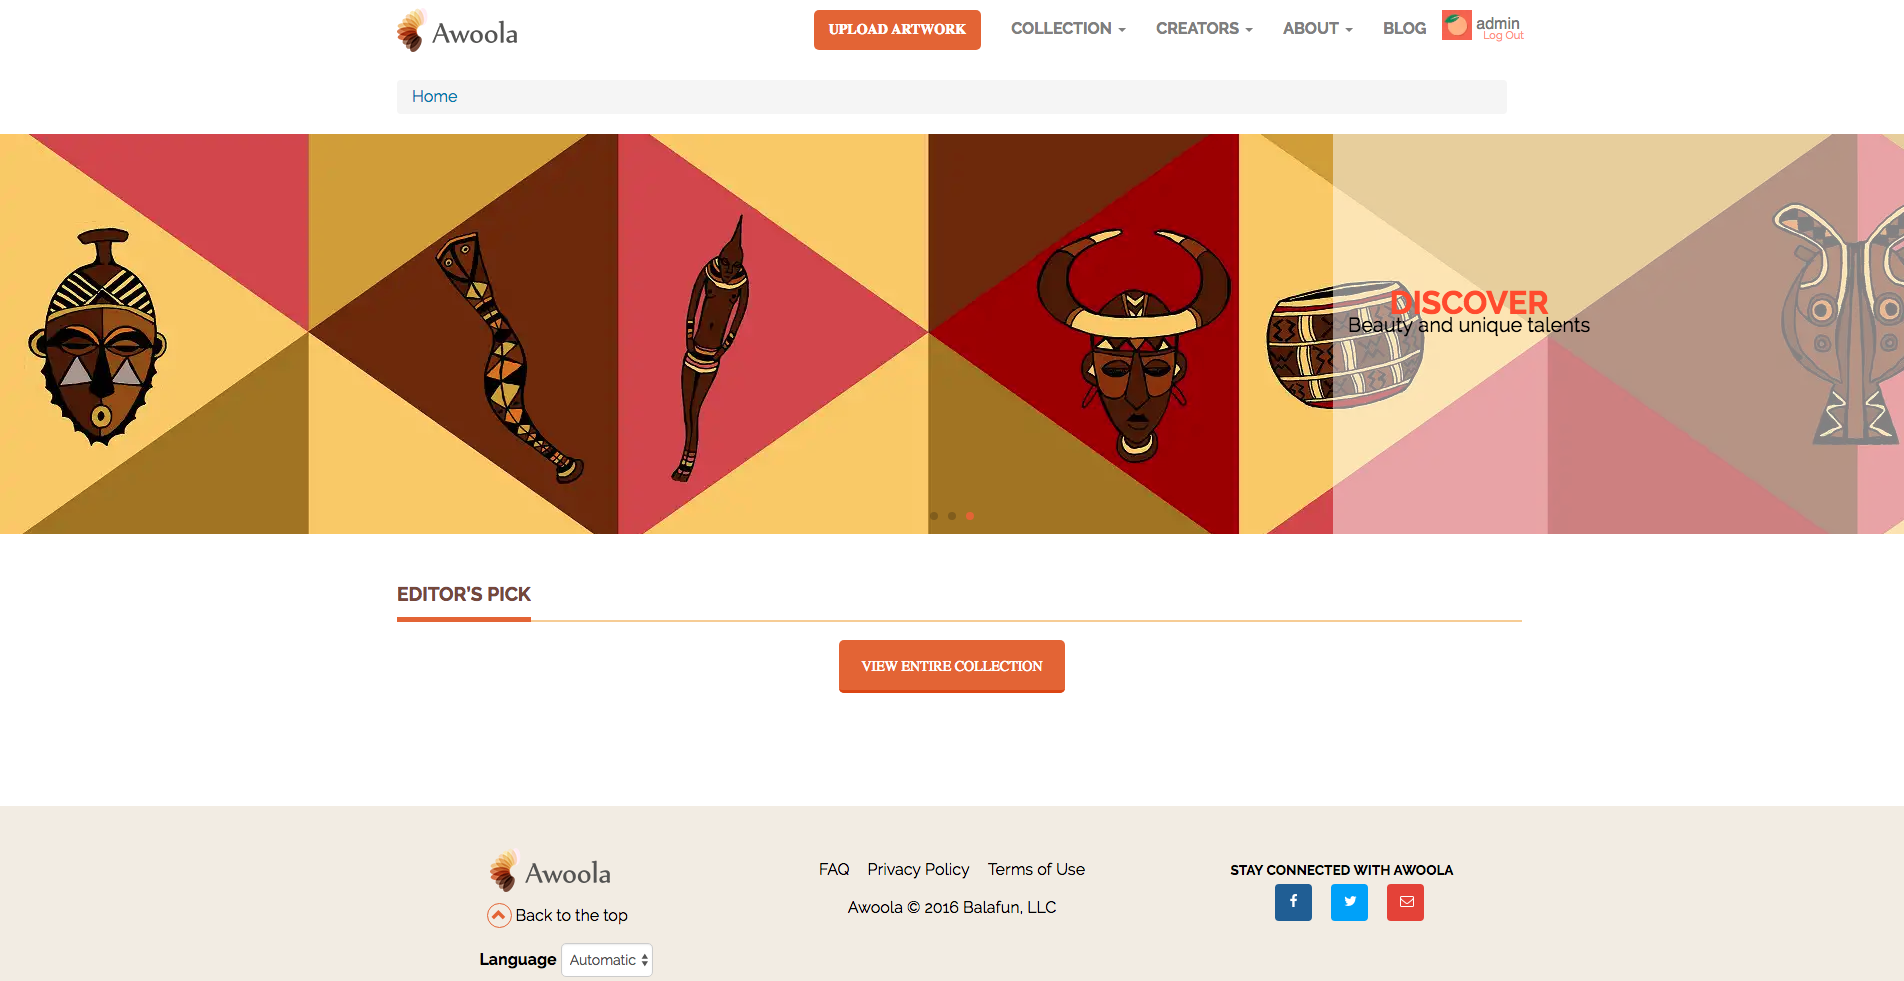 Awoola
UPLOAD ARTWORK
COLLECTION
CREATORS
ABOUT
BLOG
admin
Log Out
Home
DISCOVER
Beauty and unique talents
EDITOR'S PICK
VIEW ENTIRE COLLECTION
Awoola
Back to the top
Language Automatic
FAQ Privacy Policy Terms of Use
Awoola © 2016 Balafun, LLC
STAY CONNECTED WITH AWOOLA